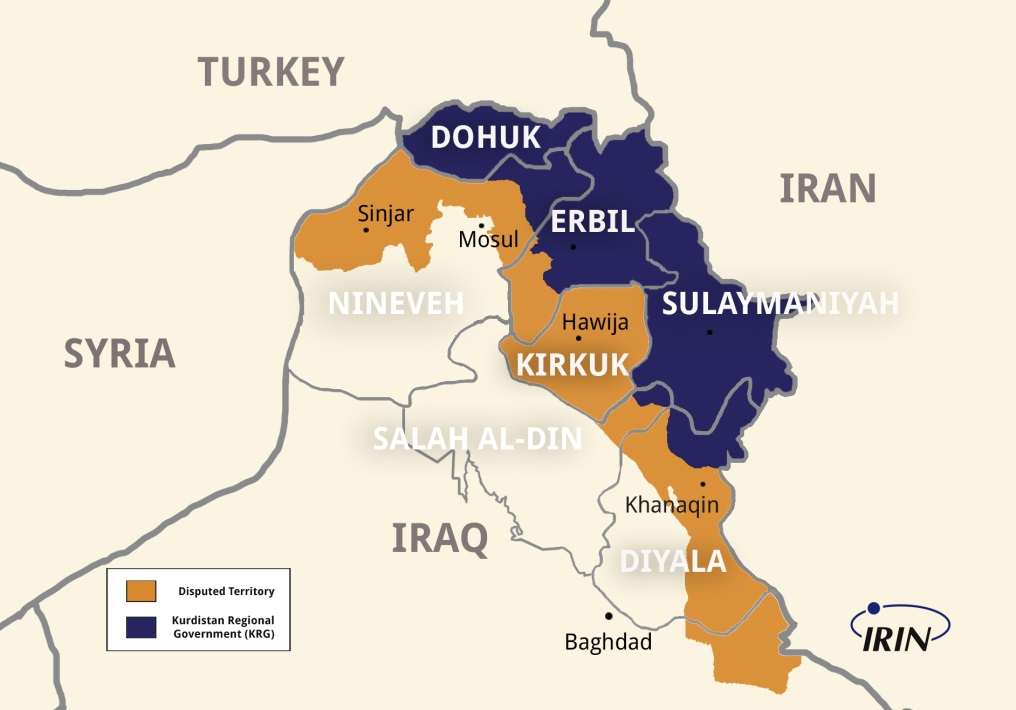 TURKEY
DOHUK
IRAN
Sinjar
ERBIL
Mosul
NINEVEH
SULAYMANIYAH
Hawija
SYRIA
KIRKUK
SALAH AL-DIN
Khanaqin
IRAQ
DIYALA
Disputed Territory
Kurdistan Regional
Government (KRG)
Baghdad
IRIN